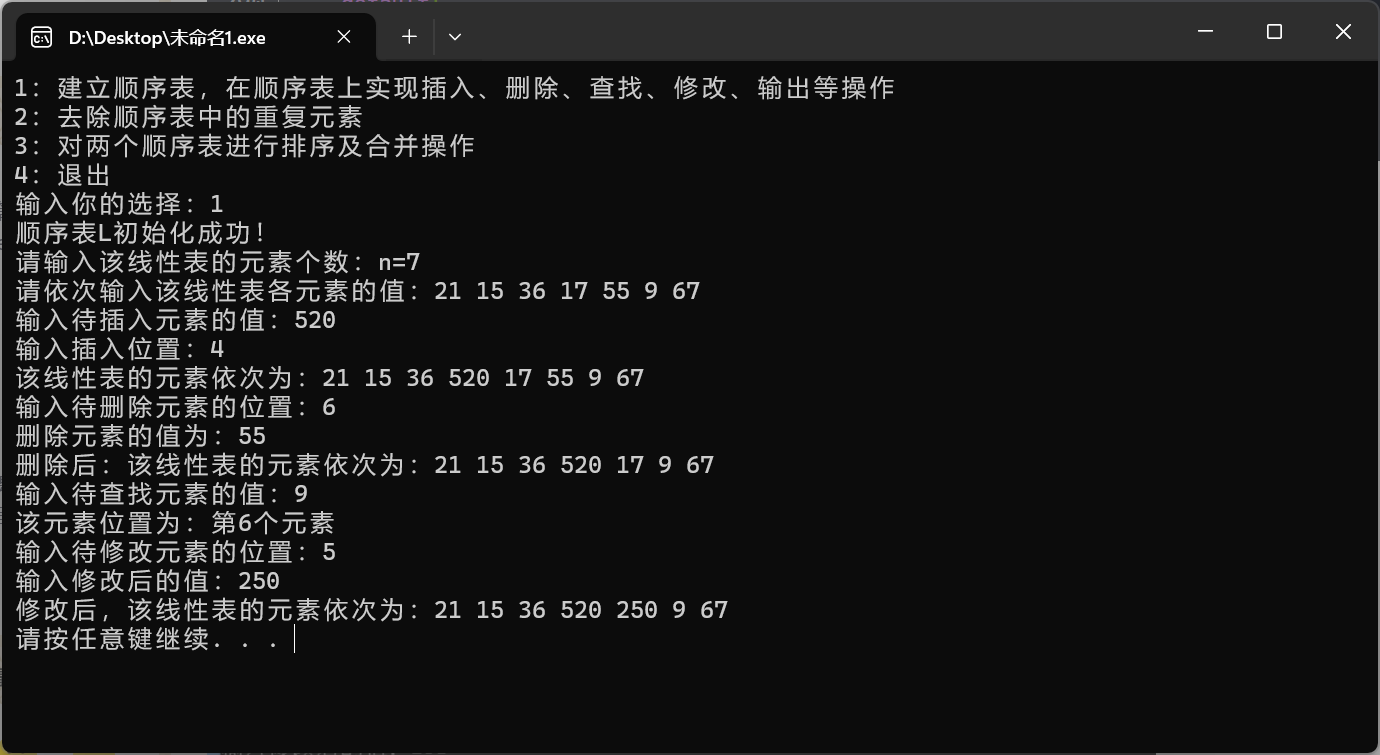 D:\Desktop\未命名1.exe
1: 建立顺序表, 在顺序表上实现插入、删除、查找、修改、输出等操作
2: 去除顺序表中的重复元素
3: 对两个顺序表进行排序及合并操作
4: 退出
输入你的选择: 1
顺序表L初始化成功!
请输入该线性表的元素个数: n=7
请依次输入该线性表各元素的值: 21 15 36 17 55 9 67
输入待插入元素的值: 520
输入插入位置: 4
该线性表的元素依次为: 21 15 36 520 17 55 9 67
输入待删除元素的位置: 6
删除元素的值为: 55
删除后: 该线性表的元素依次为: 21 15 36 520 17 9 67
输入待查找元素的值: 9
该元素位置为: 第6个元素
输入待修改元素的位置: 5
输入修改后的值: 250
修改后, 该线性表的元素依次为: 21 15 36 520 250 9 67
请按任意键继续. . .